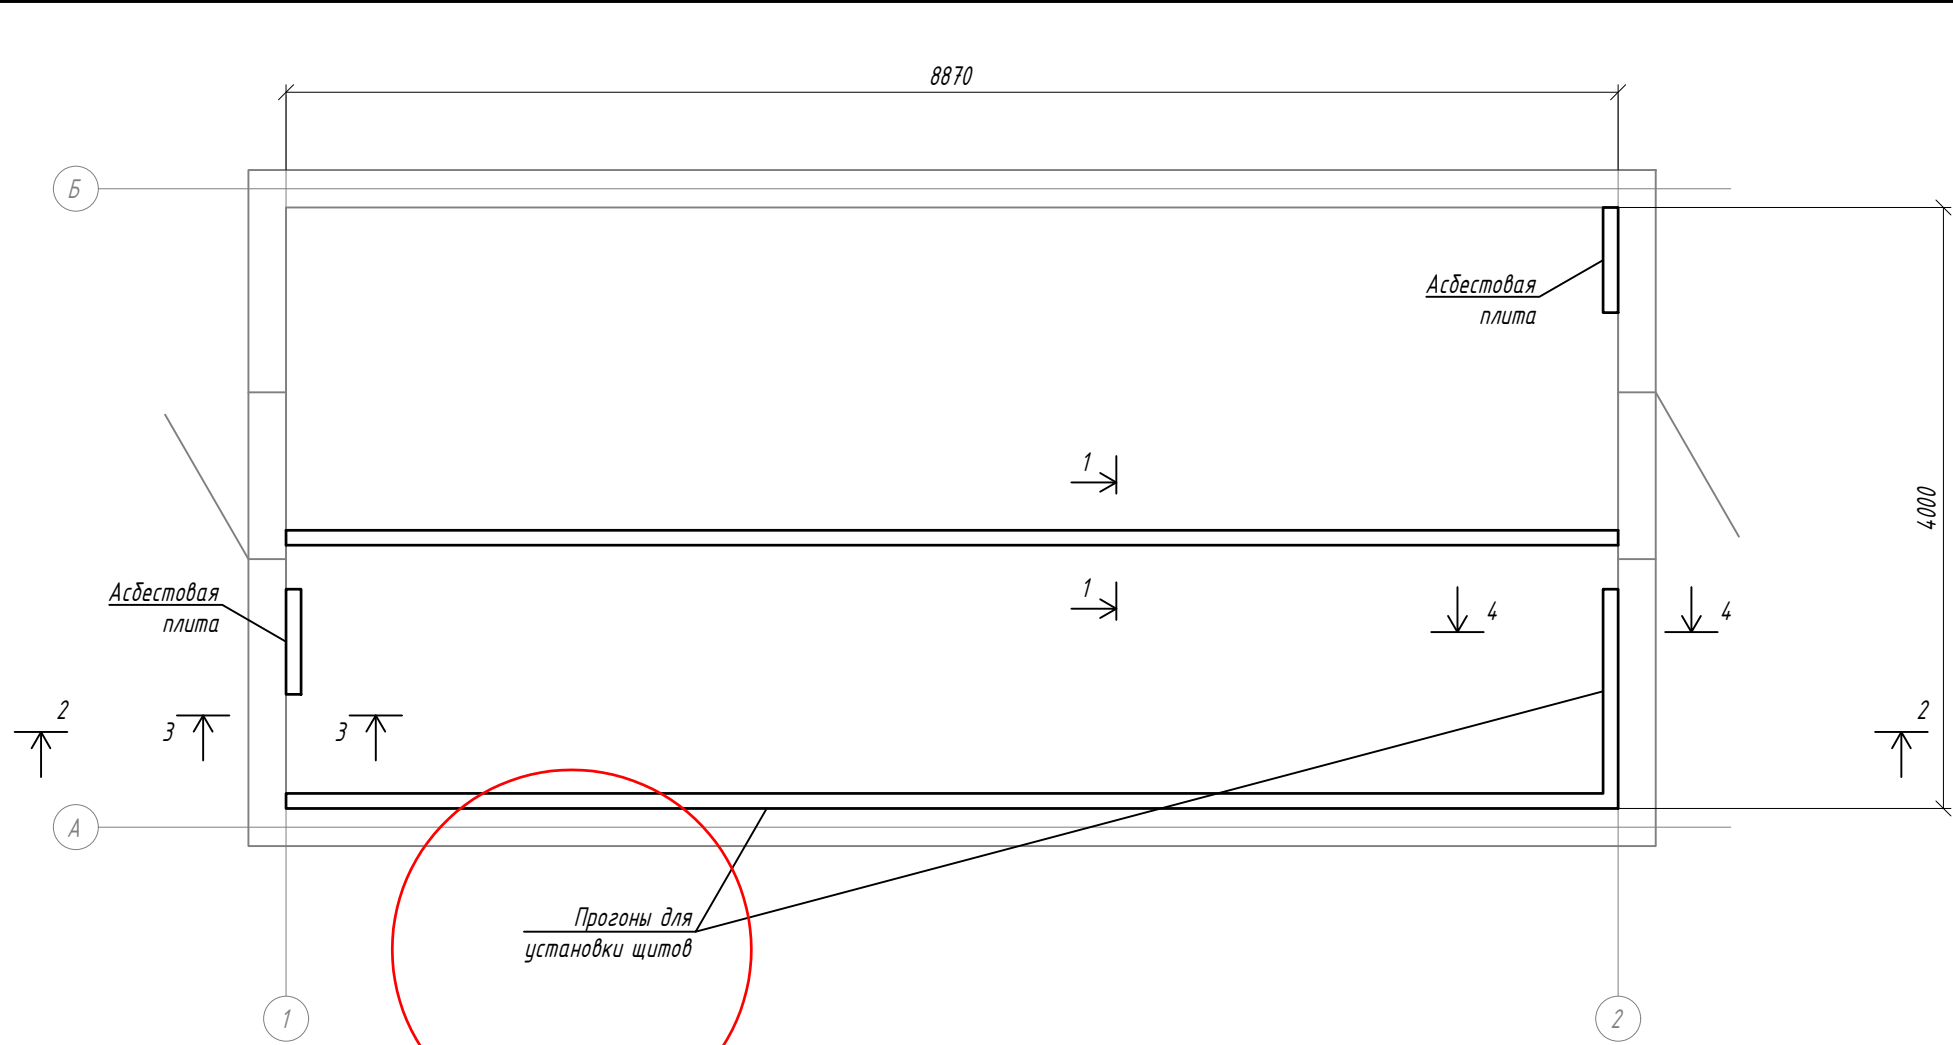 8870
Б
Асбестовая
плита
1
4000
Асбестовая
плита
1
4
4
2
3
3
2
А
Прогоны для
установки щитов
1
2